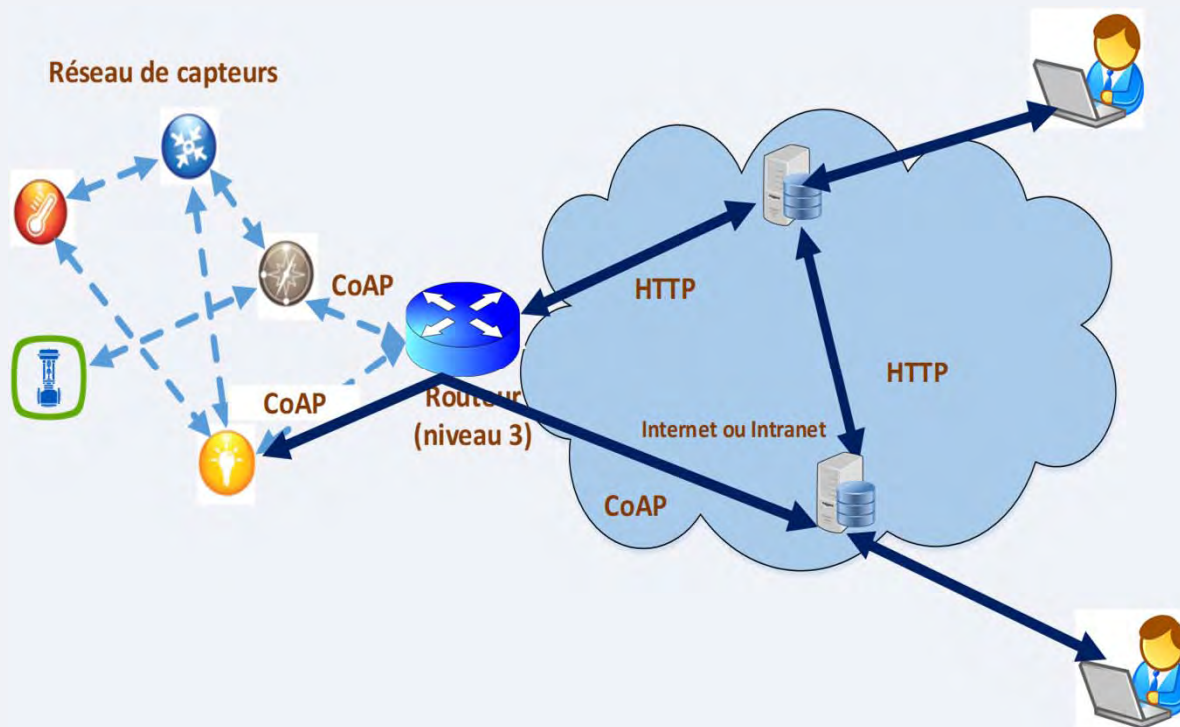 Réseau de capteurs
CoAP
HTTP
HTTP
CoAP
Routeur
(niveau 3)
Internet ou Intranet
CoAP